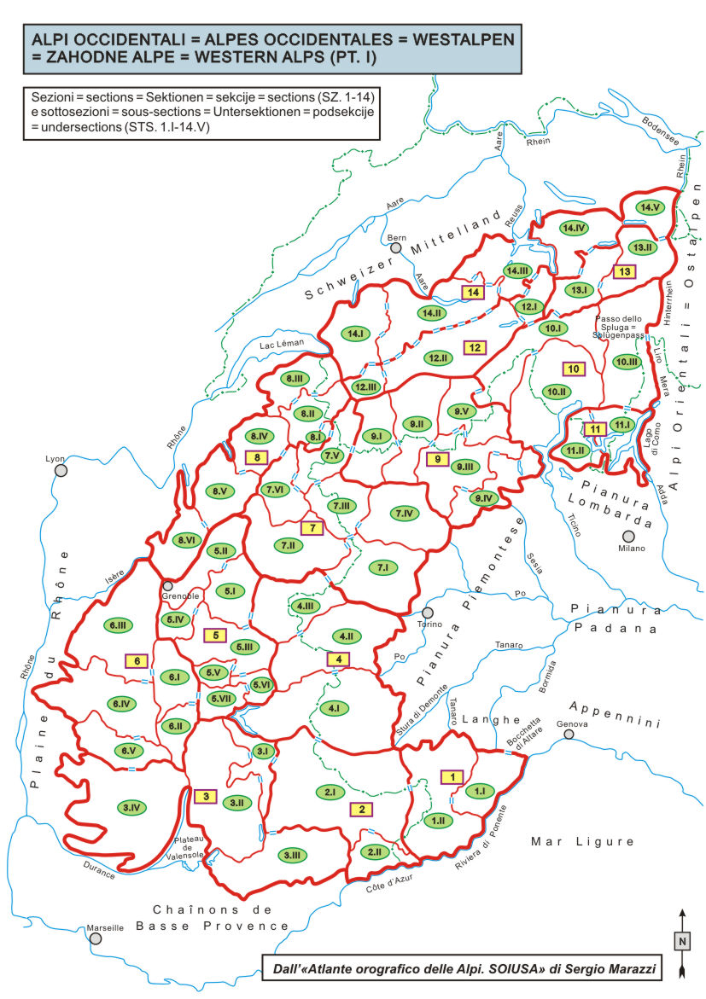 ALPI OCCIDENTALI = ALPES OCCIDENTALES = WESTALPEN
= ZAHODNE ALPE = WESTERN ALPS (PT. I)
Sezioni = sections = Sektionen = sekcije = sections (SZ. 1-14)
e sottosezioni = sous-sections = Untersektionen = podsekcije
= undersections (STS. 1.I-14.V)
Bodensee
Rhein
Aare
Rhein
Aare
Reuss
14.V
14.IV
Bern
Schweizer Mittelland
13.II
14.III
13
Aare
14
13.I
12.I
14.II
Hinterrhein
Passo dello
Spluga =
Splügenpass
10.I
14.I
Lac Léman
12
12.II
10.III
Liro
Mera
10
8.III
12.III
10.II
8.II
9.V
9.II
11.I
11
8.IV
8.I
9.I
Lago
di Como
Rhône
11.II
8
7.V
9
9.III
Lyon
Alpi Orientali = Ostalpen
8.V
7.VI
9.IV
Adda
Pianura
Lombarda
7.III
7.IV
Ticino
7
8.VI
7.II
Milano
5.II
Sesia
7.I
Isère
Grenoble
5.I
Po
4.III
Pianura
Padana
5.IV
Torino
6.III
5
4.II
Pianura Piemontese
5.III
Tanaro
Po
6
4
Rhône
5.V
6.I
5.VI
Bormida
5.VII
6.IV
4.I
Stura di Demonte
Tanaro
Langhe
Appennini
6.II
Genova
Bocchetta
di Altare
6.V
3.I
Plaine du Rhône
1
1.I
2.I
3
3.II
3.IV
2
1.II
Plateau
de
Valensole
Mar Ligure
Riviera di Ponente
2.II
3.III
Durance
Côte d'Azur
Chaînons de
Basse Provence
Marseille
N
Dall'«Atlante orografico delle Alpi. SOIUSA» di Sergio Marazzi